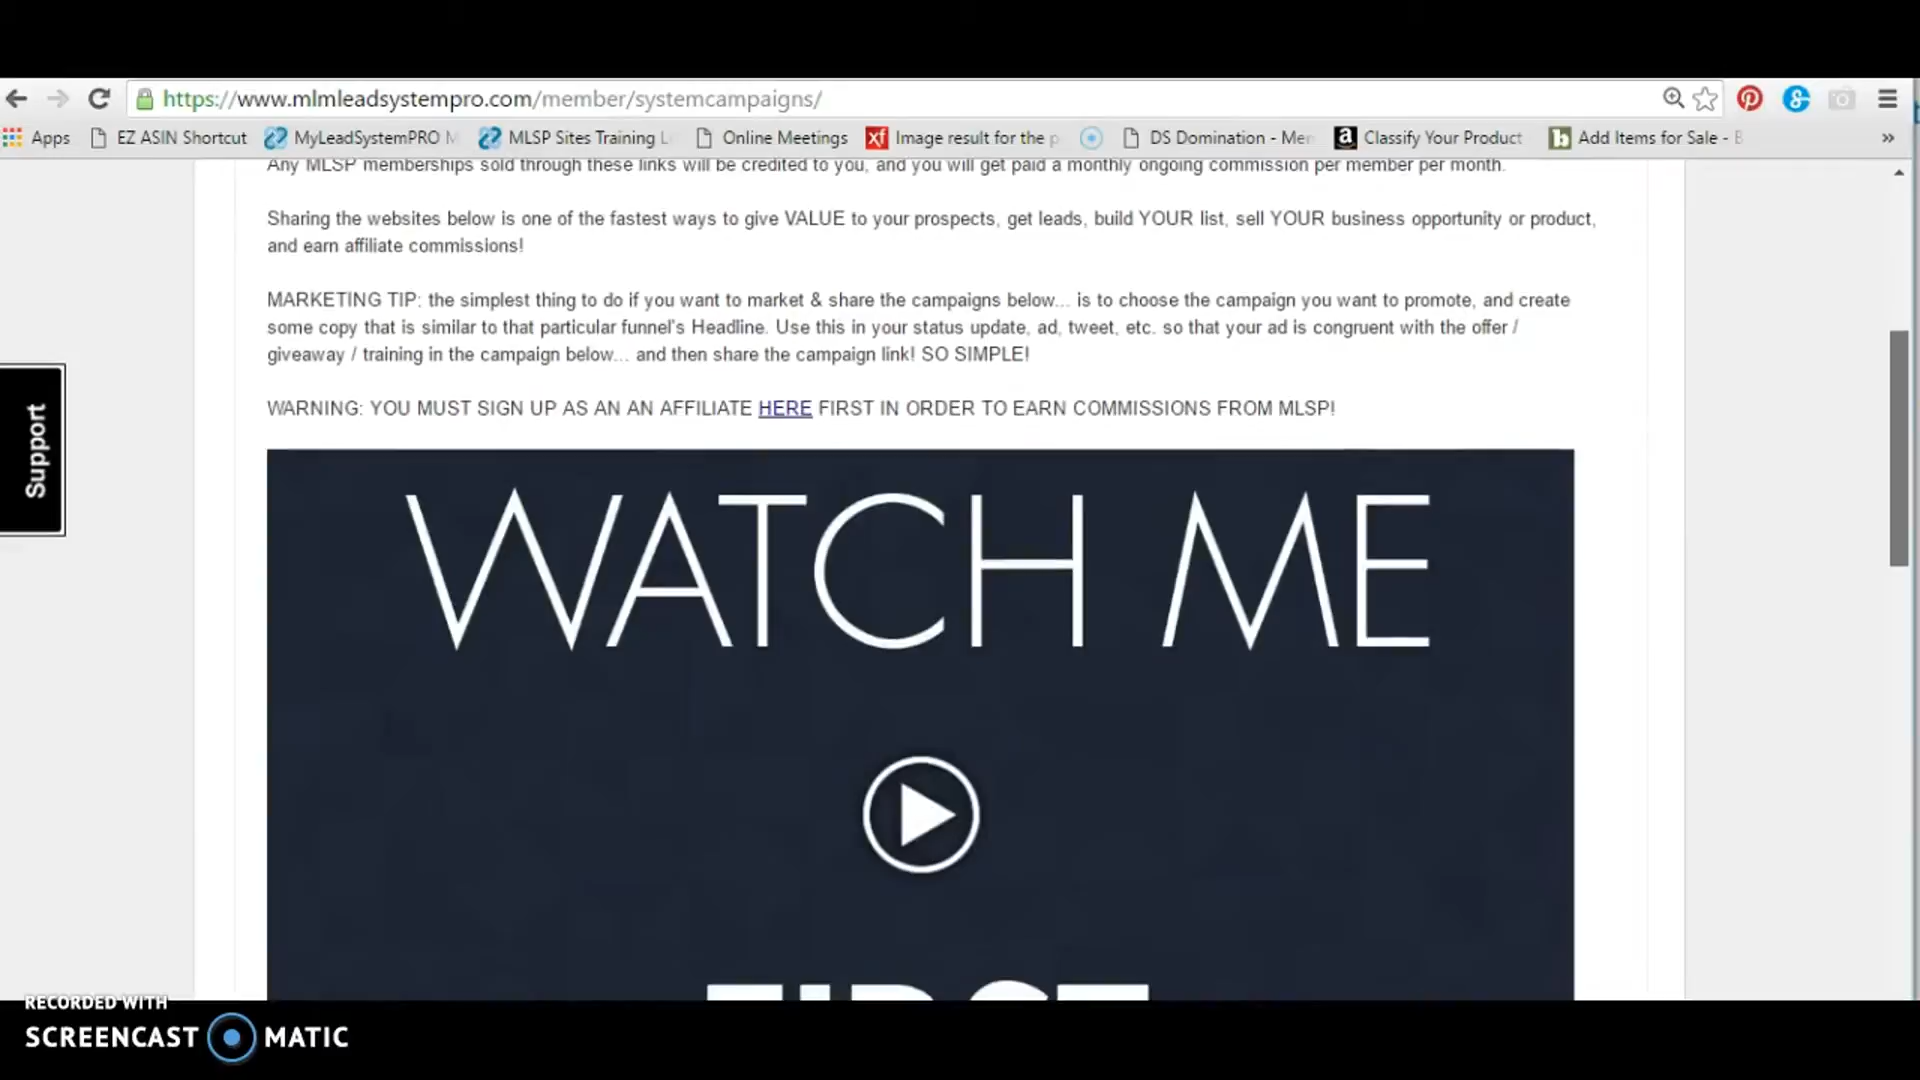 https://www.mlmleadsystempro.com/member/systemcampaigns/
Apps EZ ASIN Shortcut MyLeadSystemPRO MLSP Sites Training Online Meetings xf Image result for the DS Domination - Classify Your Product Add Items for Sale - »
Any MLSP memberships sold through these links will be credited to you, and you will get paid a monthly ongoing commission per member per month.
Sharing the websites below is one of the fastest ways to give VALUE to your prospects, get leads, build YOUR list, sell YOUR business opportunity or product,
and earn affiliate commissions!
MARKETING TIP: the simplest thing to do if you want to market & share the campaigns below... is to choose the campaign you want to promote, and create
some copy that is similar to that particular funnel's Headline. Use this in your status update, ad, tweet, etc. so that your ad is congruent with the offer /
giveaway / training in the campaign below... and then share the campaign link! SO SIMPLE!
WARNING: YOU MUST SIGN UP AS AN AN AFFILIATE HERE FIRST IN ORDER TO EARN COMMISSIONS FROM MLSP!
Support
WATCH ME
FIRST
RECORDED WITH
SCREENCAST MATIC